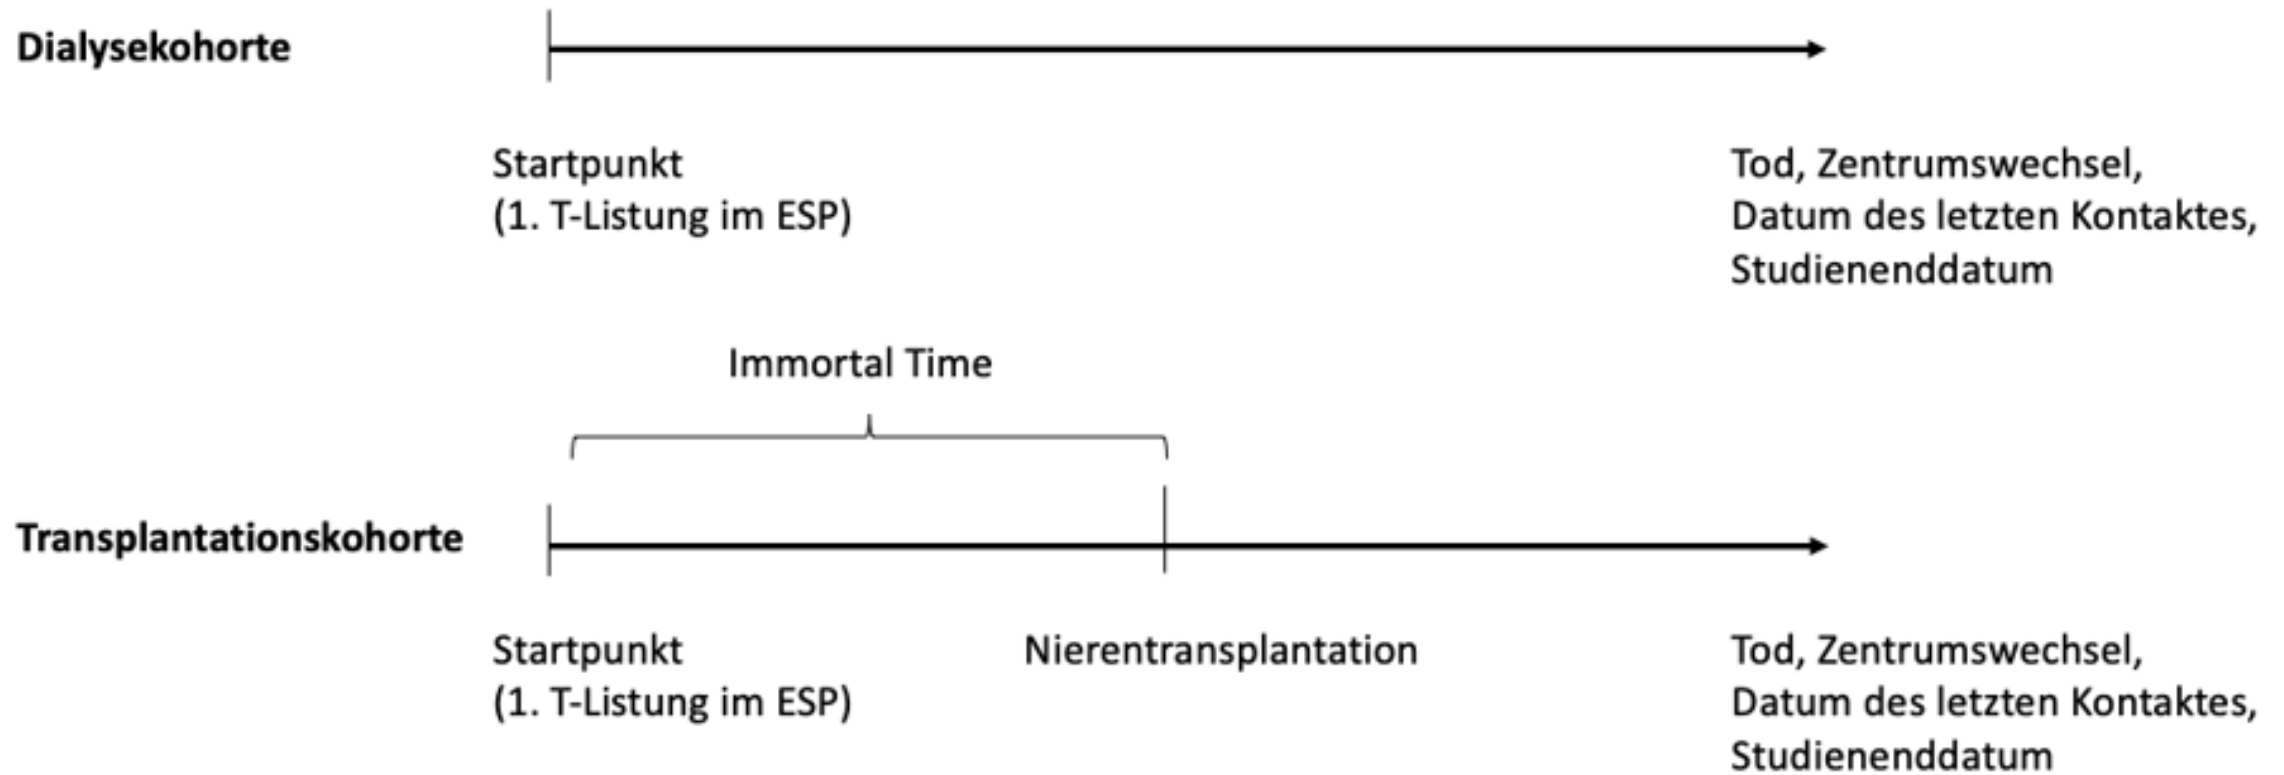 Dialysekohorte
Startpunkt
(1. T-Listung im ESP)
Tod, Zentrumswechsel,
Datum des letzten Kontaktes,
Studienenddatum
Immortal Time
Transplantationskohorte
Startpunkt
(1. T-Listung im ESP)
Nierentransplantation
Tod, Zentrumswechsel,
Datum des letzten Kontaktes,
Studienenddatum